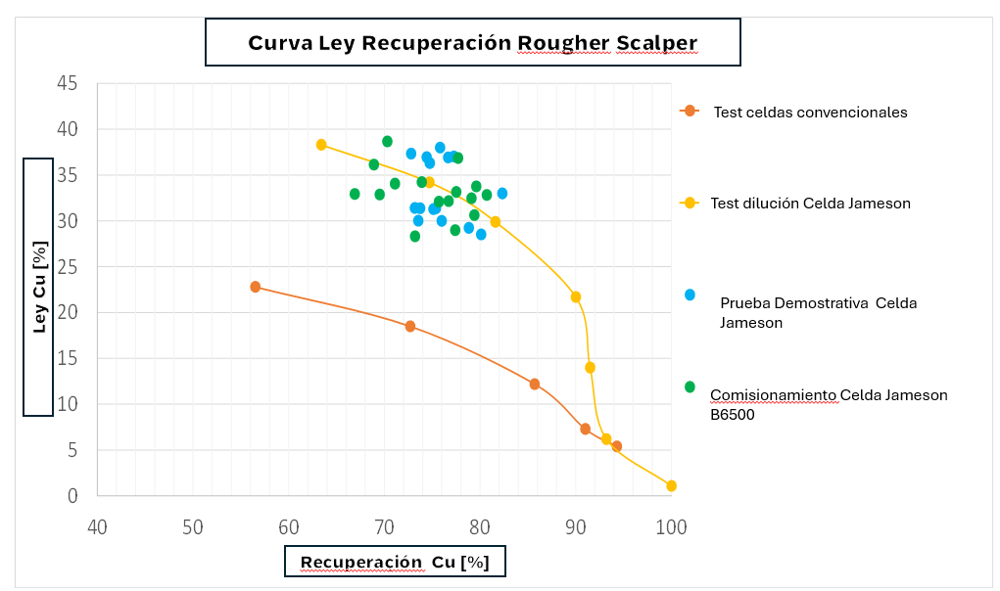 Curva Ley Recuperación Rougher Scalper
45
40
35
30
25
20
15
10
5
0
Ley Cu [%]
40 50 60 70 80 90 100
Recuperación Cu [%]
Test celdas convencionales
Test dilución Celda Jameson
Prueba Demostrativa Celda
Jameson
Comisionamiento Celda Jameson
B6500